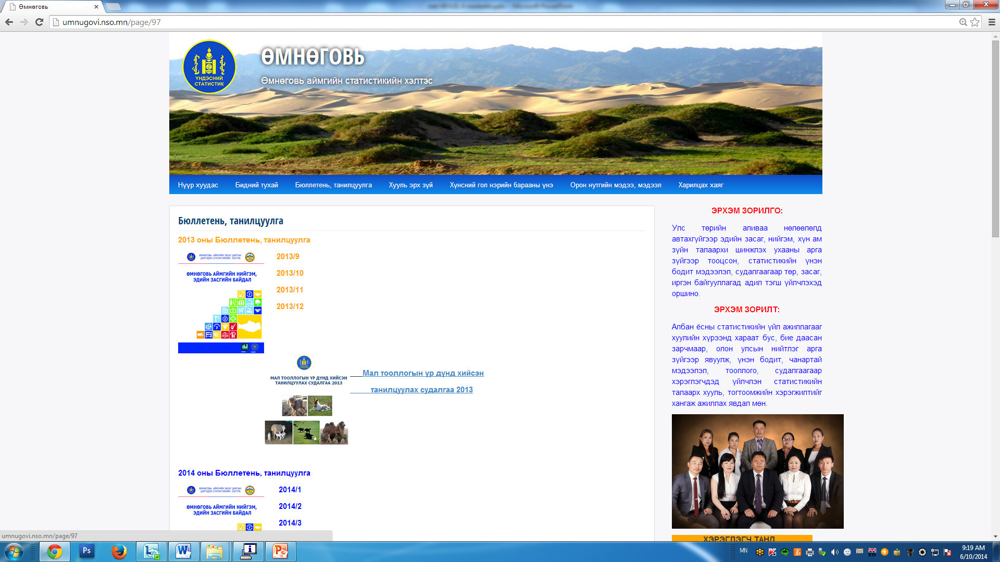 Өмнөговь
umnugovi.nso.mn/page/97
ҮНДЭСНИЙ
СТАТИСТИК
ӨМНӨГОВЬ
Өмнөговь аймгийн статистикийн хэлтэс
Нүүр хуудас Бидний тухай Бюллетень, танилцуулга Хууль эрх зүй Хүнсний гол нэрийн барааны үнэ Орон нутгийн мэдээ, мэдээл Харилцах хаяг
Бюллетень, танилцуулга
2013 оны Бюллетень, танилцуулга
ӨМНӨГОВЬ АЙМГИЙН ЗАСАГ ДАРГЫН
ДЭРГЭДЭХ СТАТИСТИКИЙН ХЭЛТЭС
ӨМНӨГОВЬ АЙМГИЙН НИЙГЭМ,
ЭДИЙН ЗАСГИЙН БАЙДАЛ
2013/9
2013/10
2013/11
2013/12
МАЛ ТООЛЛОГЫН ҮР ДҮНД ХИЙСЭН
ТАНИЛЦУУЛАХ СУДАЛГАА 2013
Мал тооллогын үр дүнд хийсэн
танилцуулах судалгаа 2013
2014 оны Бюллетень, танилцуулга
ӨМНӨГОВЬ АЙМГИЙН ЗАСАГ ДАРГЫН
ДЭРГЭДЭХ СТАТИСТИКИЙН ХЭЛТЭС
ӨМНӨГОВЬ АЙМГИЙН НИЙГЭМ,
ЭДИЙН ЗАСГИЙН БАЙДАЛ
2014/1
2014/2
2014/3
ЭРХЭМ ЗОРИЛГО:
Улс төрийн аливаа нөлөөлөлд
автахгүйгээр эдийн засаг, нийгэм, хүн ам
зүйн талаархи шинжлэх ухааны арга
зүйгээр тооцсон, статистикийн үнэн
бодит мэдээлэл, судалгаагаар төр, засаг,
иргэн байгууллагад адил тэгш үйлчлэхэд
оршино.
ЭРХЭМ ЗОРИЛТ:
Албан ёсны статистикийн үйл ажиллагааг
хуулийн хүрээнд хараат бус, бие даасан
зарчмаар, олон улсын нийтлэг арга
зүйгээр явуулж, үнэн бодит, чанартай
мэдээлэл, тооллого, судалгаагаар
хэрэглэгчдэд үйлчлэн статистикийн
талаарх хууль, тогтоомжийн хэрэгжилтийг
хангаж ажиллах явдал мөн.
ХЭРЭГЛЭГЧ ТАНД
umnugovi.nso.mn/page/97
Ps
MN
EN
9:19 AM
6/10/2014